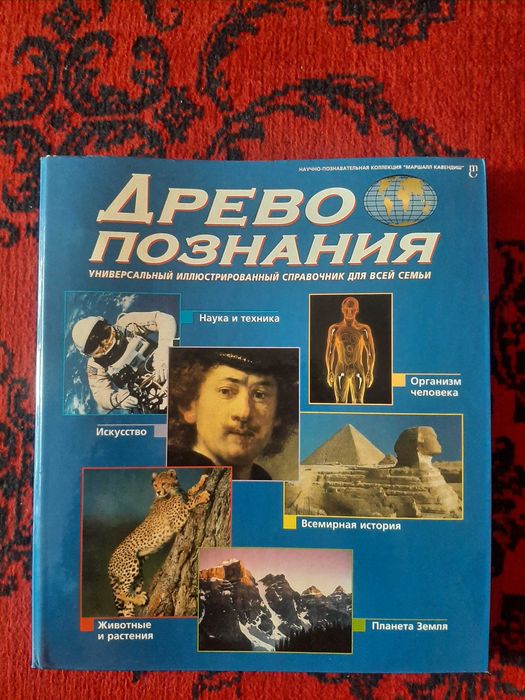 НАУЧНО-ПОЗНАВАТЕЛЬНАЯ КОЛЛЕКЦИЯ "МАРШАЛЛ КАВЕНДИШ"
ДРЕВО
ПОЗНАНИЯ
УНИВЕРСАЛЬНЫЙ ИЛЛЮСТРИРОВАННЫЙ СПРАВОЧНИК ДЛЯ ВСЕЙ СЕМЬИ
Наука и техника
Организм
человека
Искусство
Всемирная история
Животные
и растения
Планета Земля